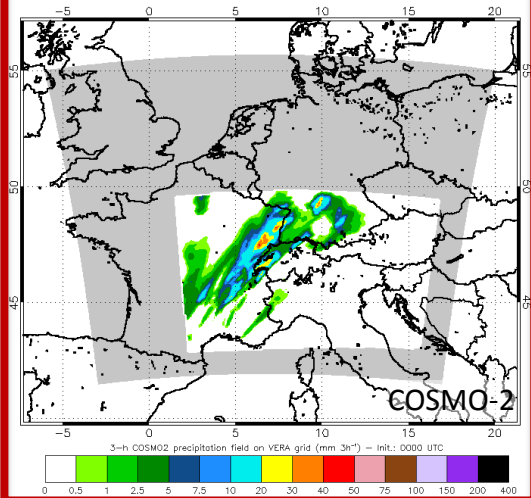 -5 0 5 10 15 20
55 55
50 50
45 45
COSMO-2
-5 0 5 10 15 20
3-h COSMO2 precipitation field on VERA grid (mm 3h⁻¹) — Init.: 0000 UTC
0 0.5 1 2.5 5 7.5 10 20 30 40 50 75 100 150 200 400